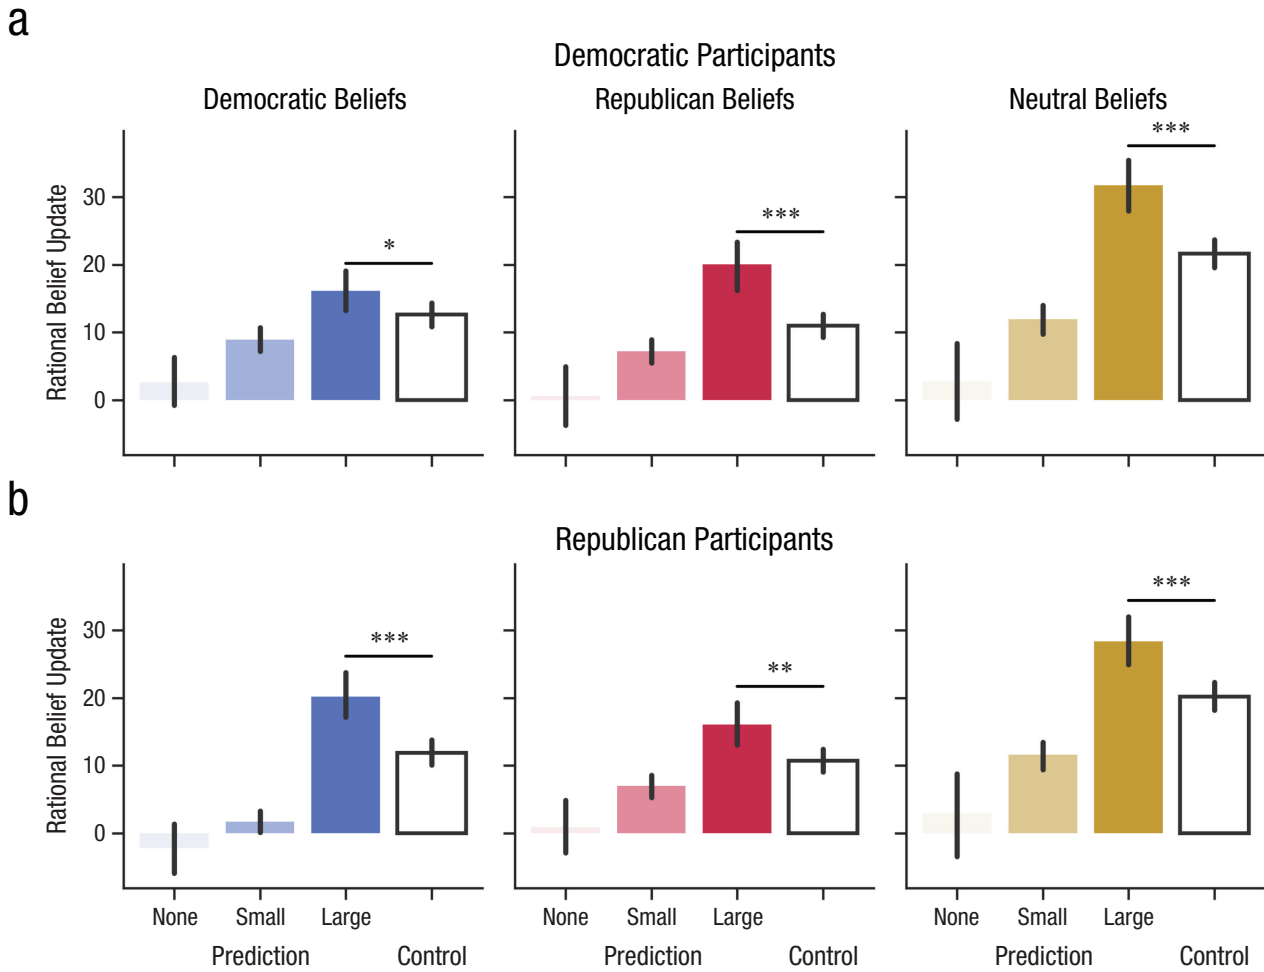 a
Democratic Participants
Democratic Beliefs
Republican Beliefs
Neutral Beliefs
Rational Belief Update
30
20
10
0
*
***
***
b
Republican Participants
Rational Belief Update
30
20
10
0
***
**
***
None Small Large
Prediction Control
None Small Large
Prediction Control
None Small Large
Prediction Control